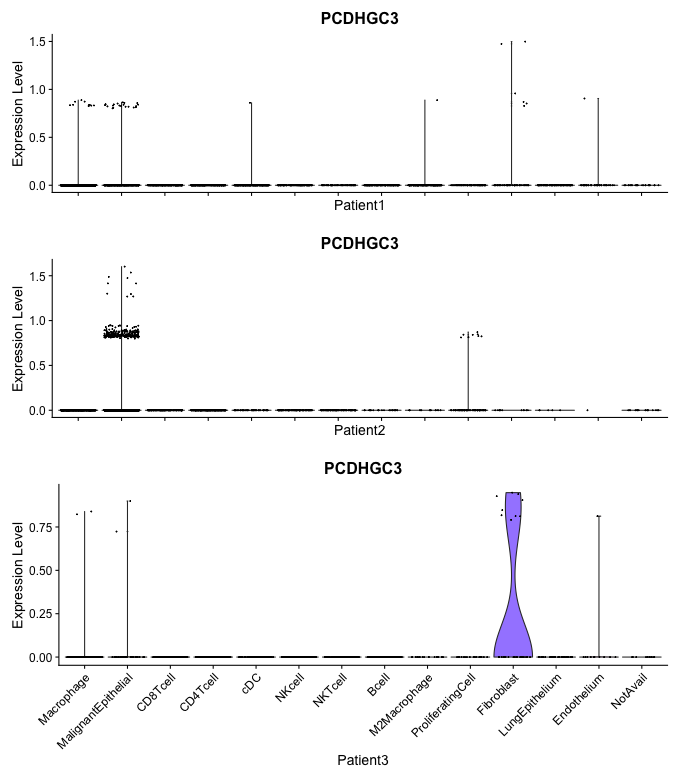 PCDHGC3
Expression Level
1.5
1.0
0.5
0.0
Patient1
PCDHGC3
Expression Level
1.5
1.0
0.5
0.0
Patient2
PCDHGC3
Expression Level
0.75
0.50
0.25
0.00
Macrophage
MalignantEpithelial
CD8Tcell
CD4Tcell
cDC
NKcell
NKTcell
Bcell
M2Macrophage
ProliferatingCell
Fibroblast
LungEpithelium
Endothelium
NotAvail
Patient3